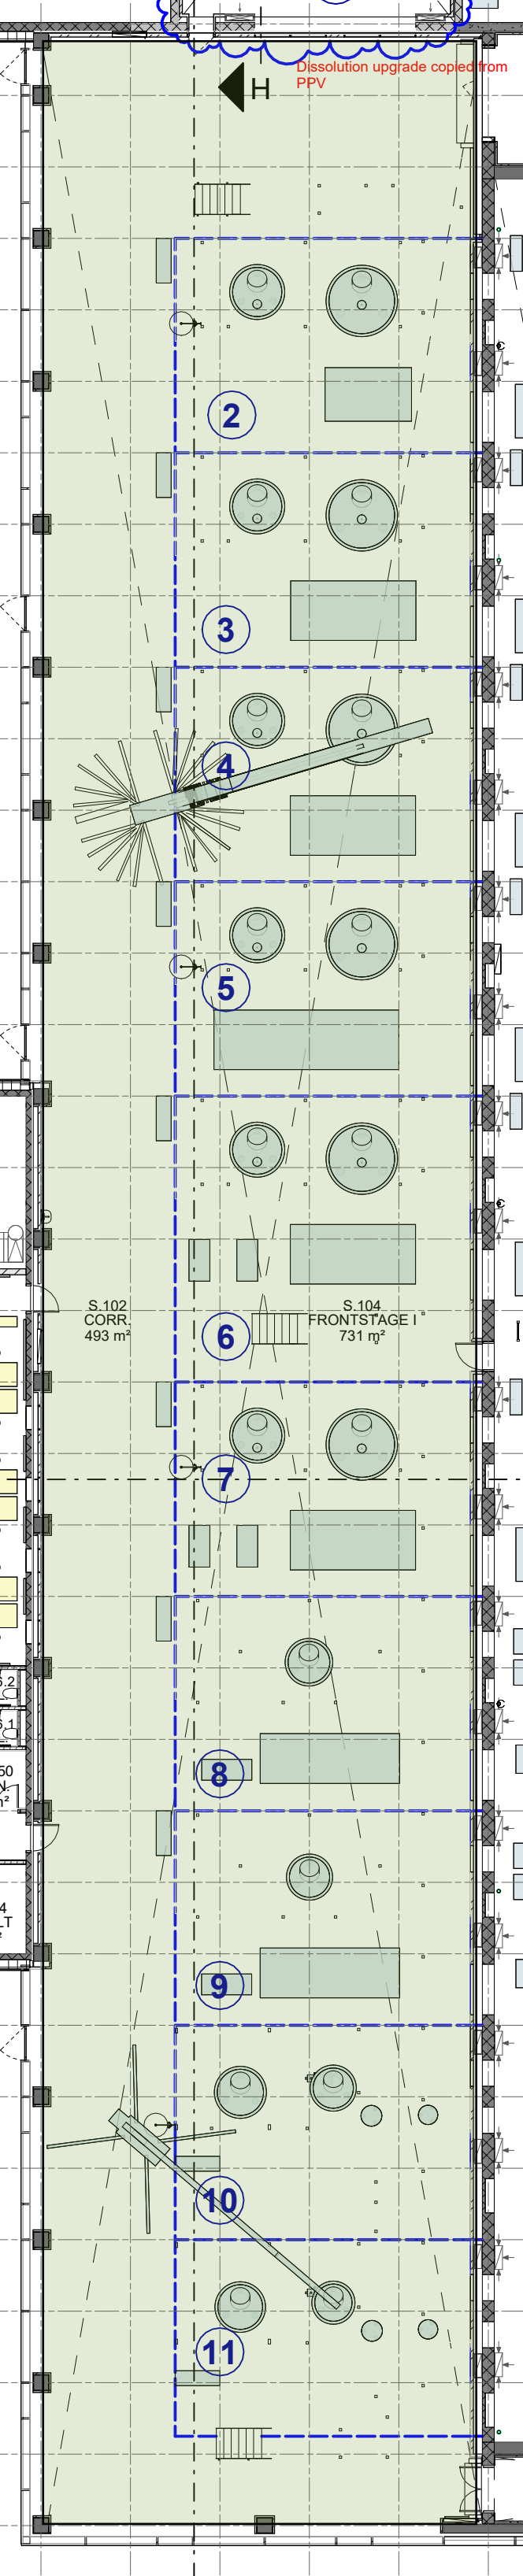 Dissolution upgrade copied from
PPV
H
2
3
4
5
S.102
CORR.
493 m²
S.104
FRONTSTAGE I
731 m²
6
7
8
9
10
11